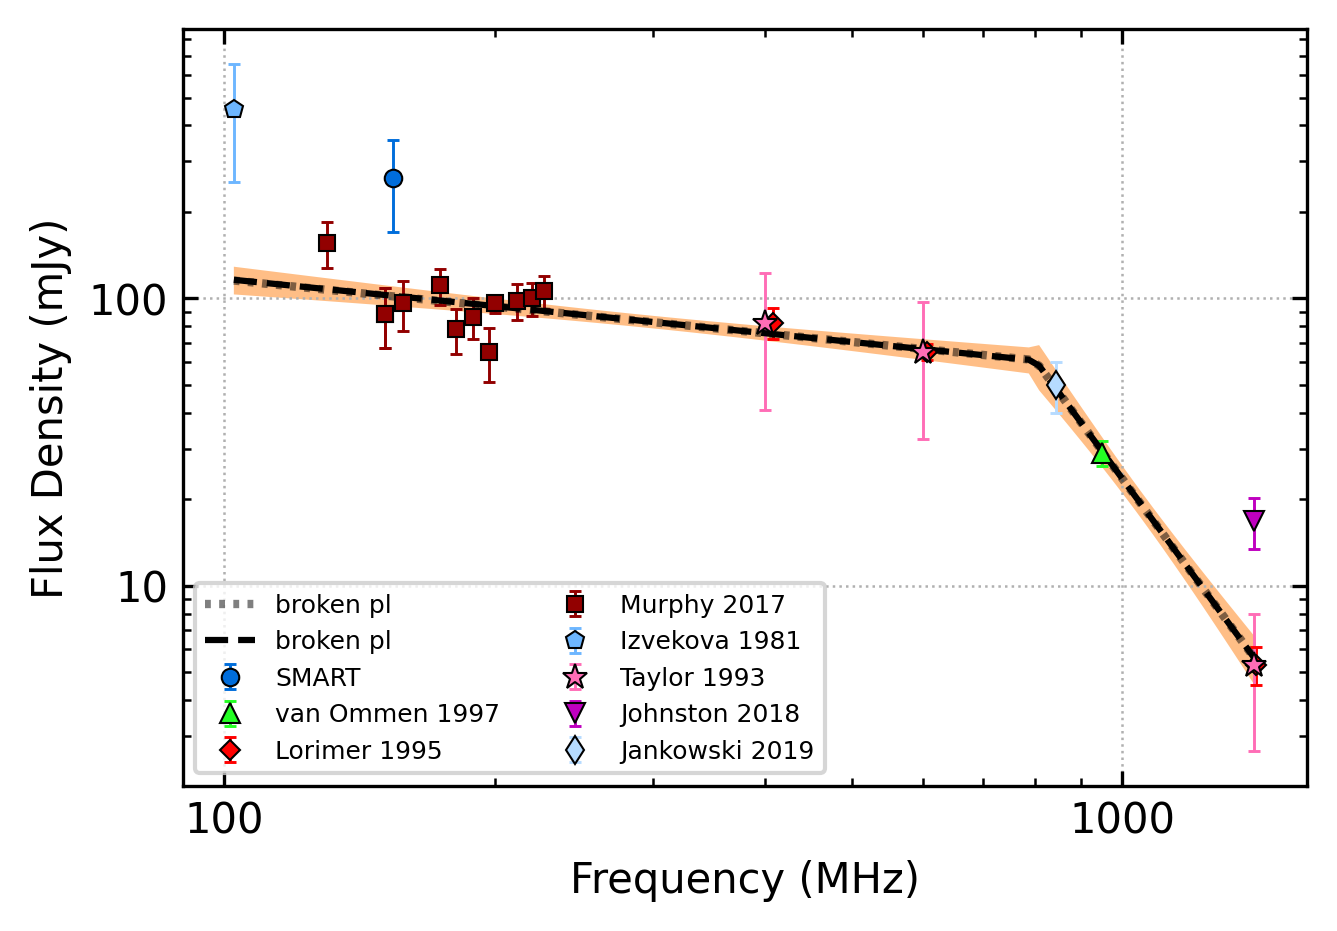 Flux Density (mJy)
100
10
broken pl
broken pl
SMART
van Ommen 1997
Lorimer 1995
Murphy 2017
Izvekova 1981
Taylor 1993
Johnston 2018
Jankowski 2019
100
1000
Frequency (MHz)